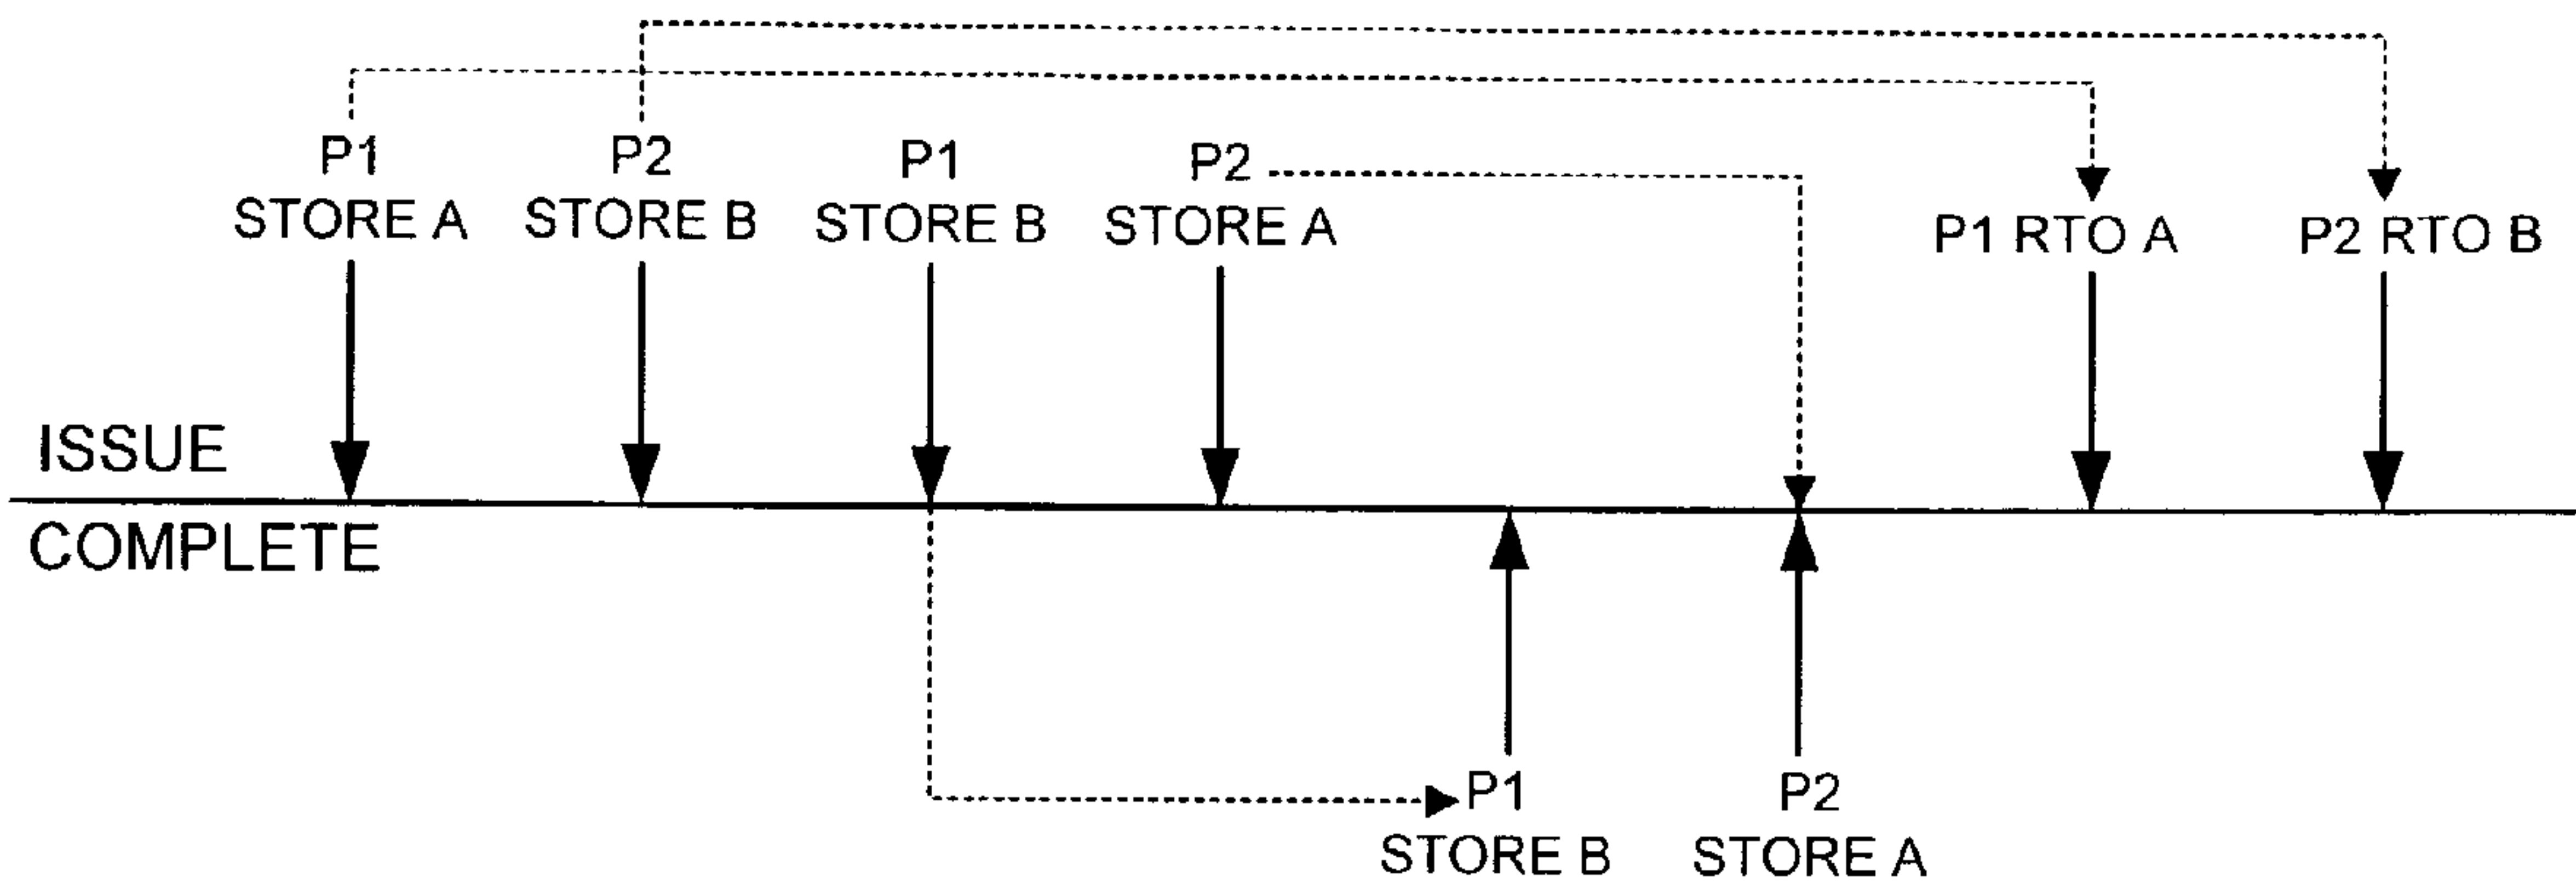 P1
STORE A
P2
STORE B
P1
STORE B
P2
STORE A
P1 RTO A
P2 RTO B
ISSUE
COMPLETE
P1
STORE B
P2
STORE A